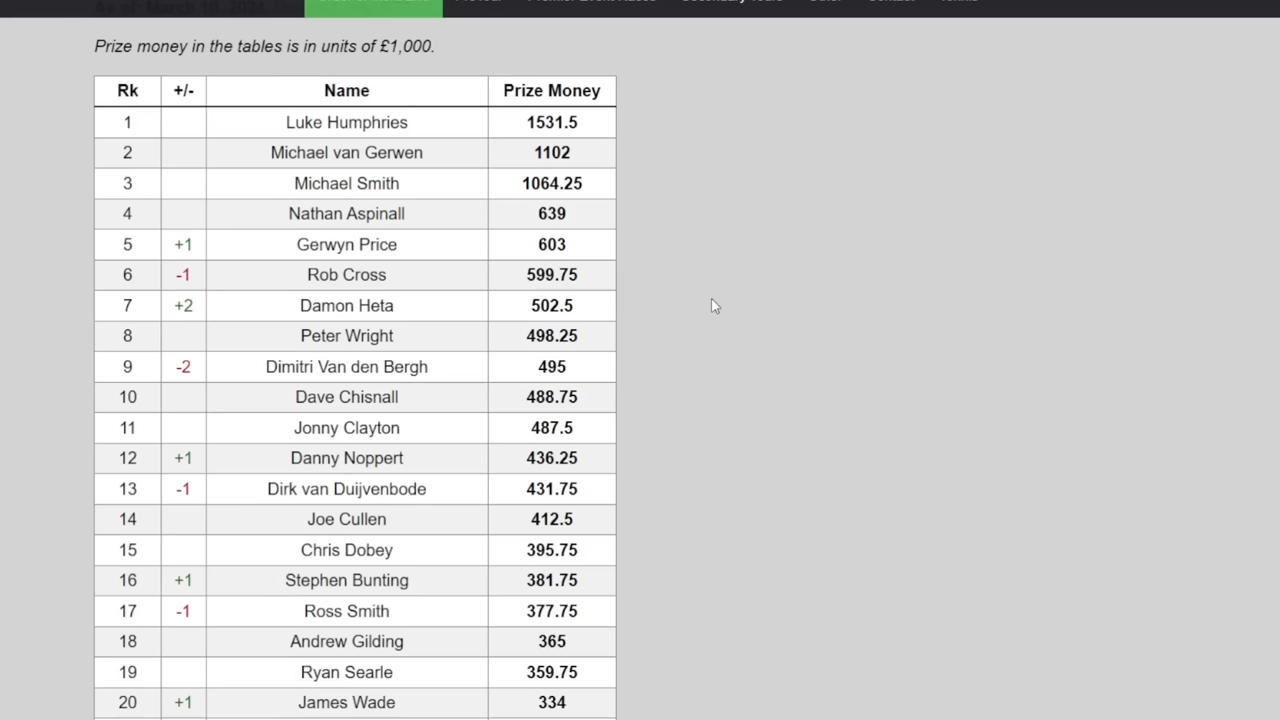 As of: March 10, 2024
Prize money in the tables is in units of £1,000.
Rk +/- Name Prize Money
1 Luke Humphries 1531.5
2 Michael van Gerwen 1102
3 Michael Smith 1064.25
4 Nathan Aspinall 639
5 +1 Gerwyn Price 603
6 -1 Rob Cross 599.75
7 +2 Damon Heta 502.5
8 Peter Wright 498.25
9 -2 Dimitri Van den Bergh 495
10 Dave Chisnall 488.75
11 Jonny Clayton 487.5
12 +1 Danny Noppert 436.25
13 -1 Dirk van Duijvenbode 431.75
14 Joe Cullen 412.5
15 Chris Dobey 395.75
16 +1 Stephen Bunting 381.75
17 -1 Ross Smith 377.75
18 Andrew Gilding 365
19 Ryan Searle 359.75
20 +1 James Wade 334